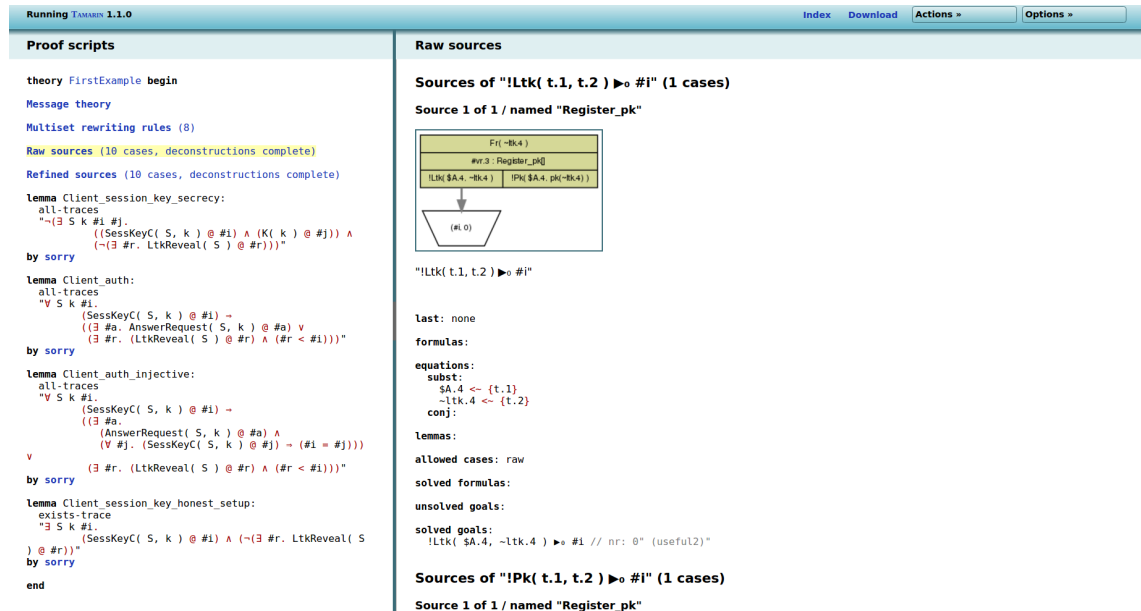 Running TAMARIN 1.1.0
Index Download Actions » Options »
Proof scripts
theory FirstExample begin
Message theory
Multiset rewriting rules (8)
Raw sources (10 cases, deconstructions complete)
Refined sources (10 cases, deconstructions complete)
lemma Client_session_key_secrecy:
all-traces
"¬(∃ S k #i #j.
((SessKeyC( S, k ) @ #i) ∧ (K( k ) @ #j)) ∧
(¬(∃ #r. LtkReveal( S ) @ #r)))"
by sorry
lemma Client_auth:
all-traces
"∀ S k #i.
(SessKeyC( S, k ) @ #i) ⇒
((∃ #a. AnswerRequest( S, k ) @ #a) ∨
(∃ #r. (LtkReveal( S ) @ #r) ∧ (#r < #i)))"
by sorry
lemma Client_auth_injective:
all-traces
"∀ S k #i.
(SessKeyC( S, k ) @ #i) ⇒
((∃ #a.
(AnswerRequest( S, k ) @ #a) ∧
(∀ #j. (SessKeyC( S, k ) @ #j) ⇒ (#i = #j)))
∨
(∃ #r. (LtkReveal( S ) @ #r) ∧ (#r < #i)))"
by sorry
lemma Client_session_key_honest_setup:
exists-trace
"∃ S k #i.
(SessKeyC( S, k ) @ #i) ∧ (¬(∃ #r. LtkReveal( S
) @ #r))"
by sorry
end
Raw sources
Sources of "!Ltk( t.1, t.2 ) ▶₀ #i" (1 cases)
Source 1 of 1 / named "Register_pk"
Fr( ~ltk.4 )
#vr.3 : Register_pk[]
!Ltk( $A.4, ~ltk.4 ) !Pk( $A.4, pk(~ltk.4) )
(#i, 0)
"!Ltk( t.1, t.2 ) ▶₀ #i"
last: none
formulas:
equations:
subst:
$A.4 <~ {t.1}
~ltk.4 <~ {t.2}
conj:
lemmas:
allowed cases: raw
solved formulas:
unsolved goals:
solved goals:
!Ltk( $A.4, ~ltk.4 ) ▶₀ #i // nr: 0" (useful2)"
Sources of "!Pk( t.1, t.2 ) ▶₀ #i" (1 cases)
Source 1 of 1 / named "Register_pk"